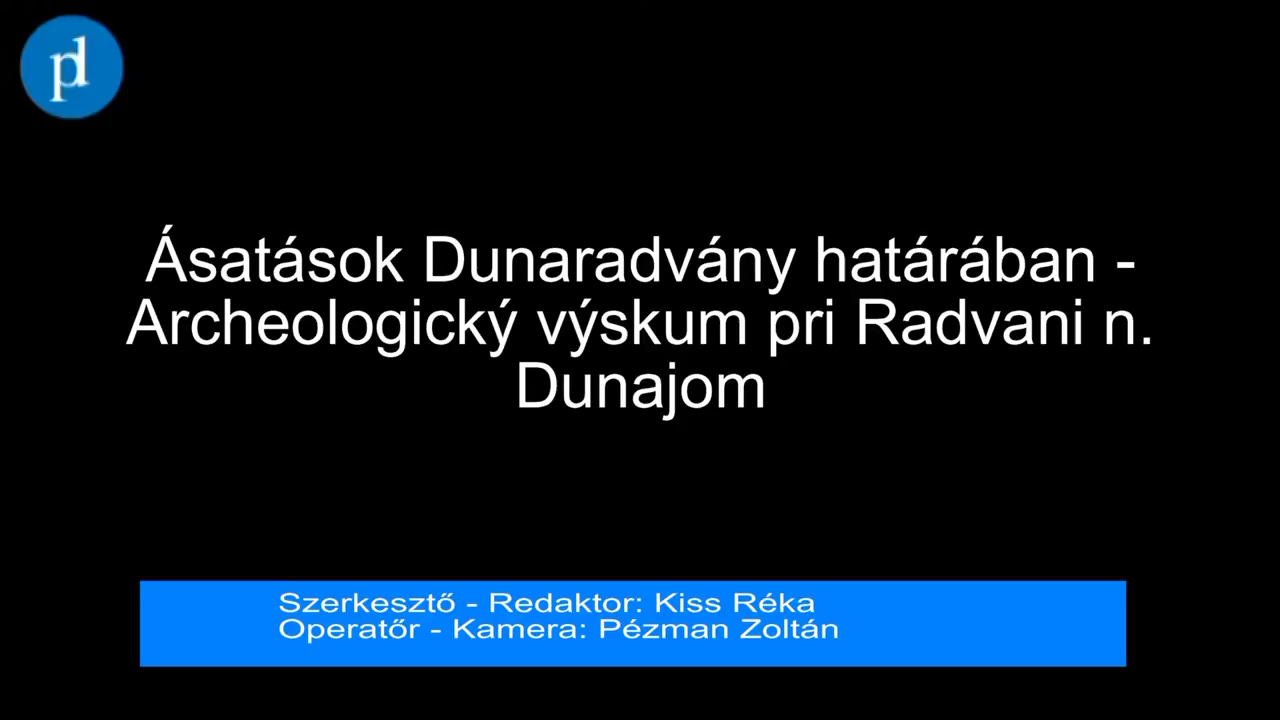 pd
Ásatások Dunaradvány határában -
Archeologický výskum pri Radvani n.
Dunajom
Szerkesztő - Redaktor: Kiss Réka
Operatőr - Kamera: Pézman Zoltán